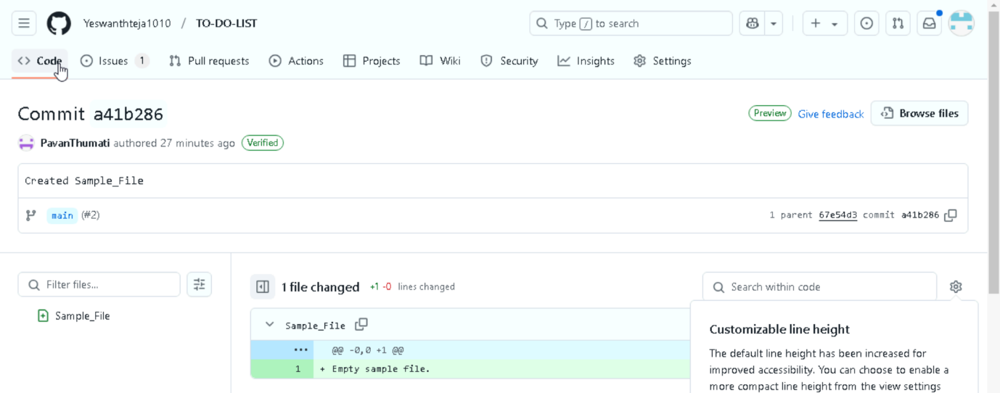 Yeswanthteja1010 / TO-DO-LIST Type / to search
Code Issues 1 Pull requests Actions Projects Wiki Security Insights Settings
Commit a41b286 Preview Give feedback Browse files
PavanThumati authored 27 minutes ago Verified
Created Sample_File
main (#2) 1 parent 67e54d3 commit a41b286
Filter files... 1 file changed +1 -0 lines changed Search within code
Sample_File
Sample_File
@@ -0,0 +1 @@
1 + Empty sample file.
Customizable line height
The default line height has been increased for
improved accessibility. You can choose to enable a
more compact line height from the view settings